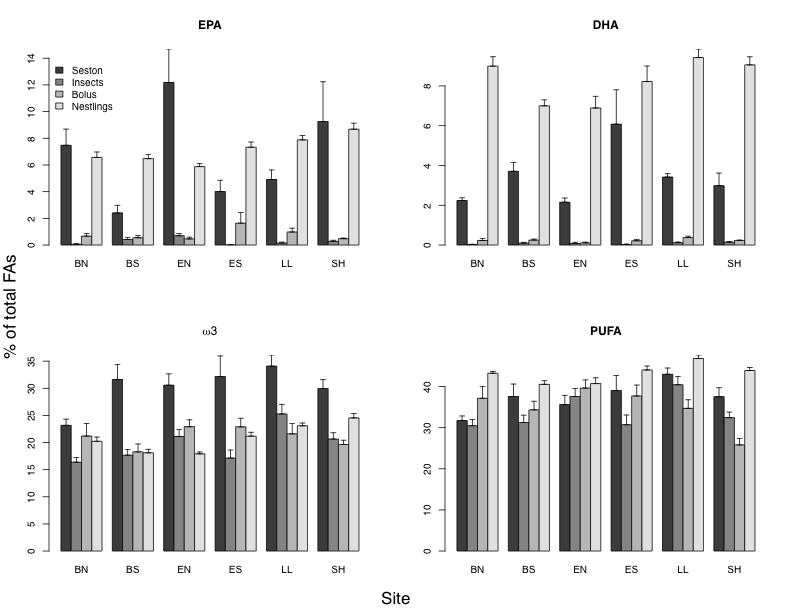 EPA
14
12
10
8
6
4
2
0
Seston
Insects
Bolus
Nestlings
BN BS EN ES LL SH
DHA
8
6
4
2
0
BN BS EN ES LL SH
% of total FAs
ω3
35
30
25
20
15
10
5
0
BN BS EN ES LL SH
PUFA
40
30
20
10
0
BN BS EN ES LL SH
Site